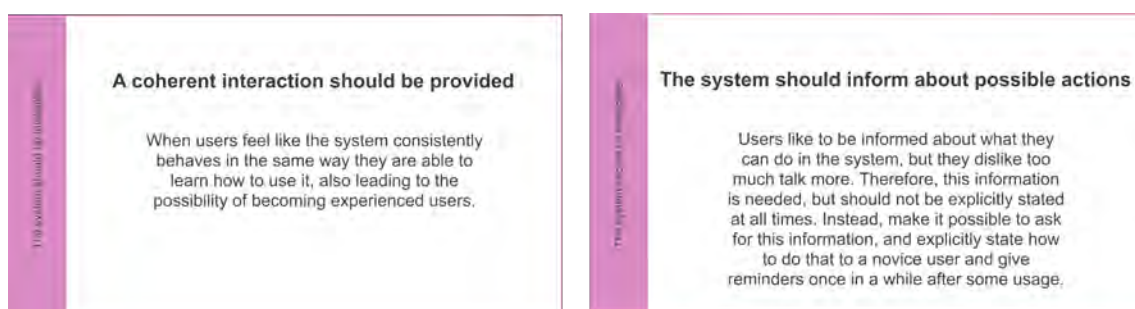 A coherent interaction should be provided
When users feel like the system consistently
behaves in the same way they are able to
learn how to use it, also leading to the
possibility of becoming experienced users.
The system should inform about possible actions
Users like to be informed about what they
can do in the system, but they dislike too
much talk more. Therefore, this information
is needed, but should not be explicitly stated
at all times. Instead, make it possible to ask
for this information, and explicitly state how
to do that to a novice user and give
reminders once in a while after some usage.